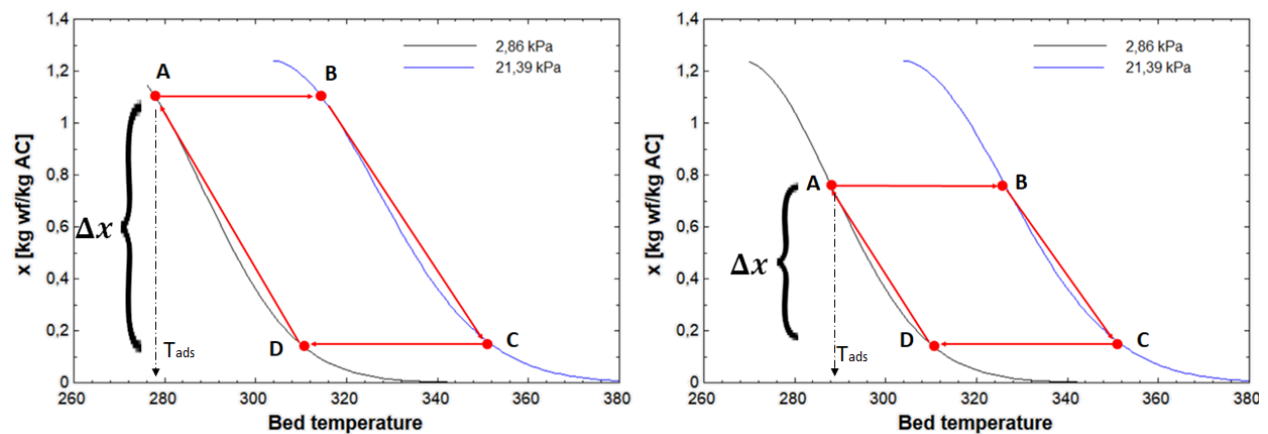 1,4
1,2
1
0,8
0,6
0,4
0,2
0
x [kg wf/kg AC]
2,86 kPa
21,39 kPa
A
B
C
D
Δx
Tads
260 280 300 320 340 360 380
Bed temperature
1,4
1,2
1
0,8
0,6
0,4
0,2
0
x [kg wf/kg AC]
2,86 kPa
21,39 kPa
A
B
C
D
Δx
Tads
260 280 300 320 340 360 380
Bed temperature